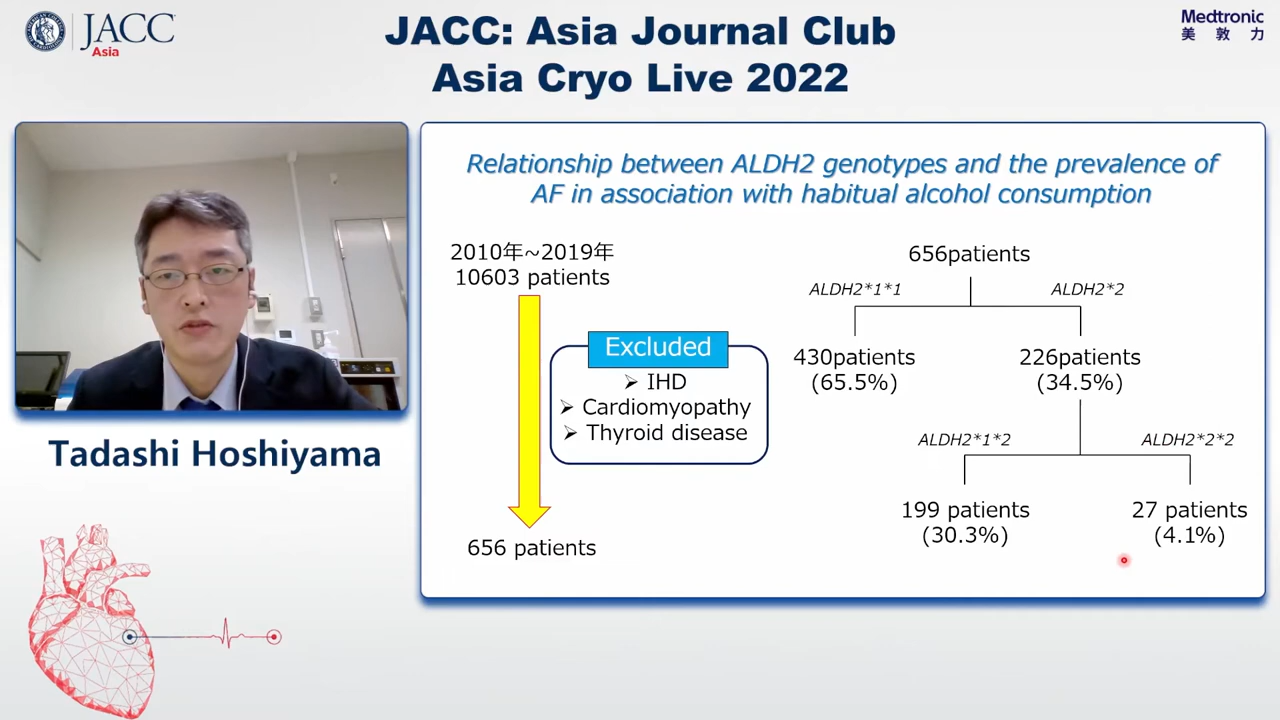 JACC
Asia
JACC: Asia Journal Club
Asia Cryo Live 2022
Medtronic
美敦力
Tadashi Hoshiyama
Relationship between ALDH2 genotypes and the prevalence of
AF in association with habitual alcohol consumption
2010年~2019年
10603 patients
Excluded
➢ IHD
➢ Cardiomyopathy
➢ Thyroid disease
656 patients
656patients
ALDH2*1*1
ALDH2*2
430patients
(65.5%)
226patients
(34.5%)
ALDH2*1*2
ALDH2*2*2
199 patients
(30.3%)
27 patients
(4.1%)